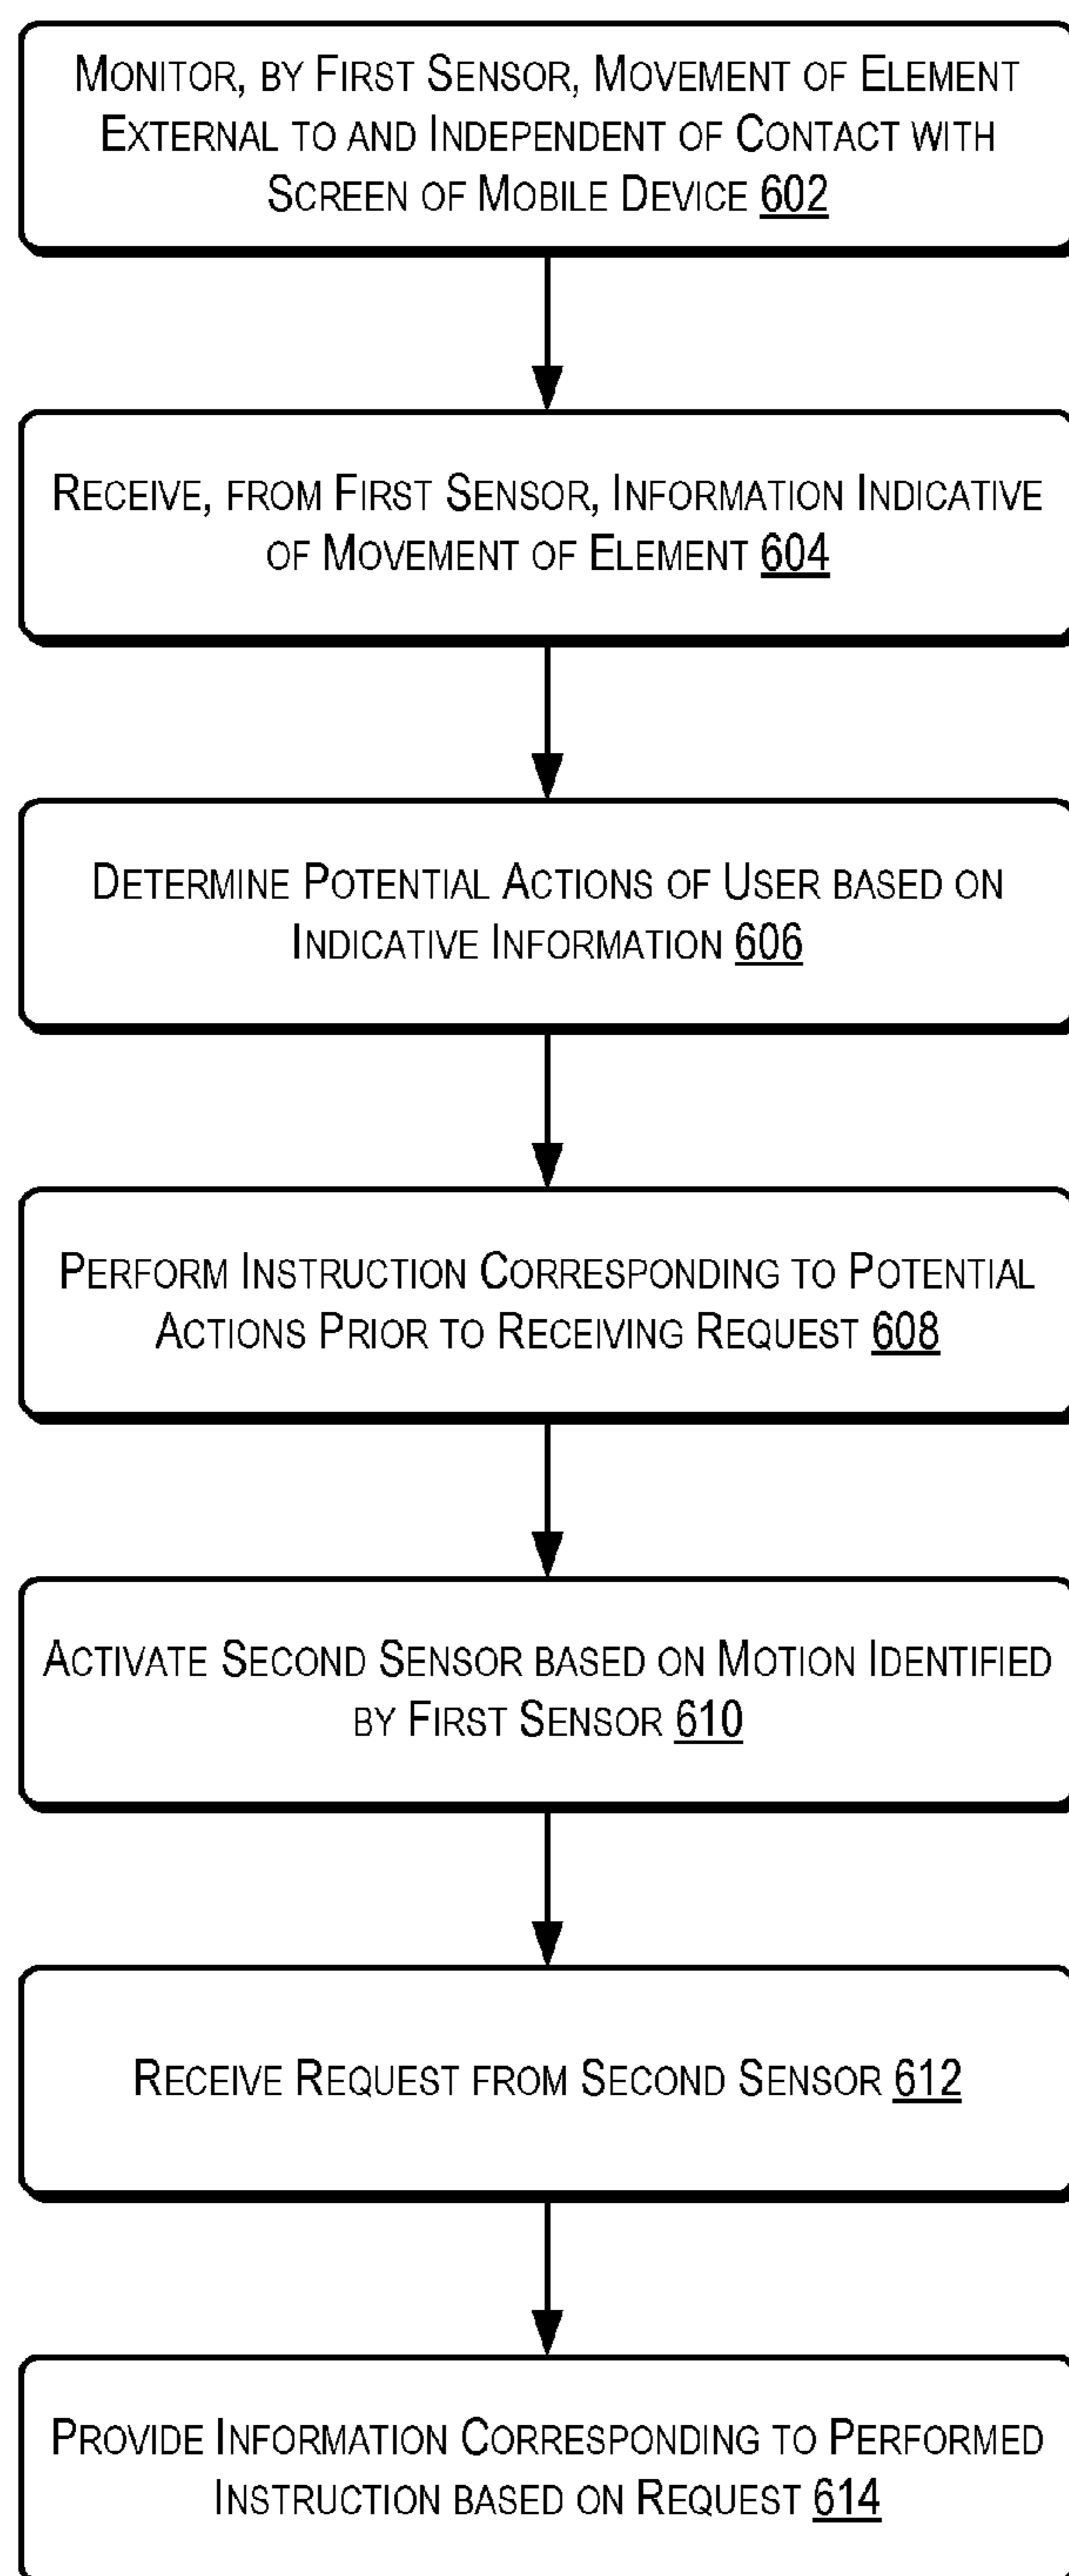 Monitor, by First Sensor, Movement of Element
External to and Independent of Contact with
Screen of Mobile Device 602
Receive, from First Sensor, Information Indicative
of Movement of Element 604
Determine Potential Actions of User based on
Indicative Information 606
Perform Instruction Corresponding to Potential
Actions Prior to Receiving Request 608
Activate Second Sensor based on Motion Identified
by First Sensor 610
Receive Request from Second Sensor 612
Provide Information Corresponding to Performed
Instruction based on Request 614